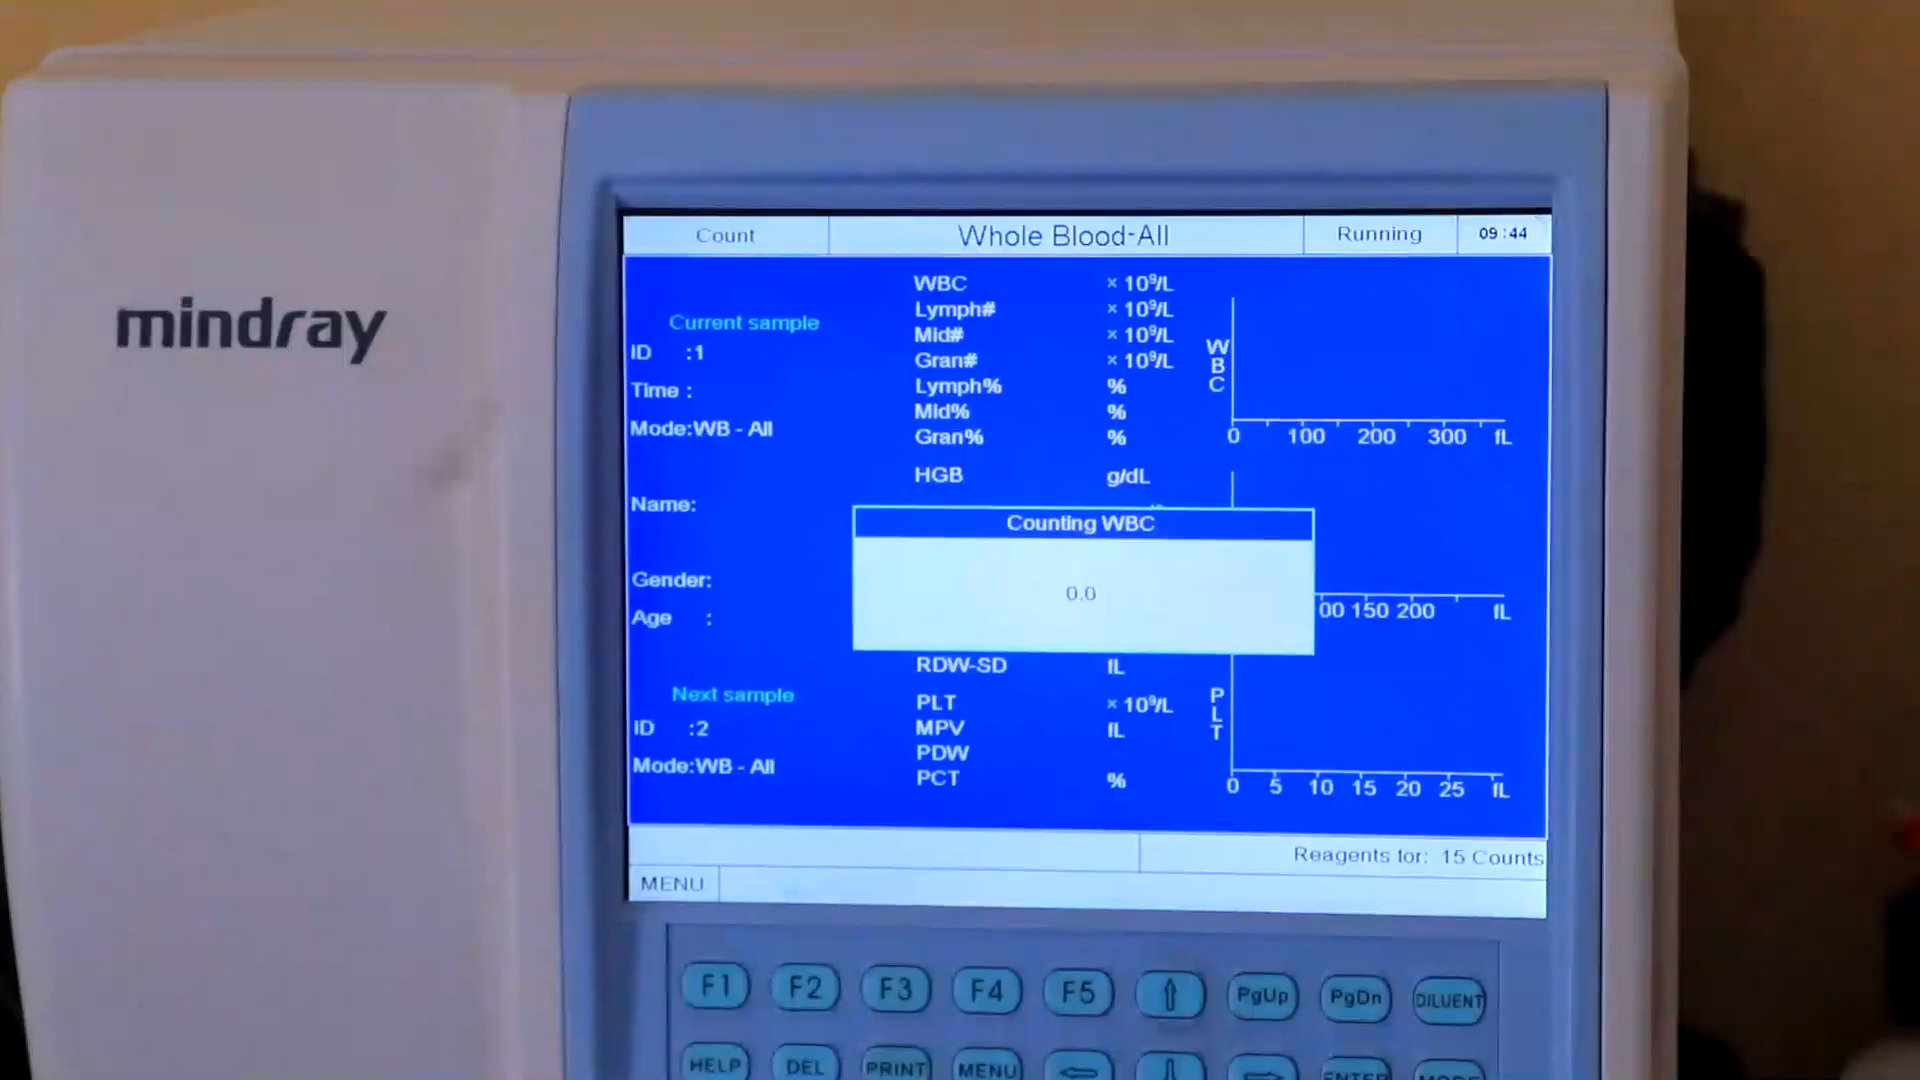 mindray
Count Whole Blood-All Running 09:44
Current sample
ID :1
Time :
Mode:WB - All
Name:
Gender:
Age :
Next sample
ID :2
Mode:WB - All
WBC × 10⁹/L
Lymph# × 10⁹/L
Mid# × 10⁹/L
Gran# × 10⁹/L
Lymph% %
Mid% %
Gran% %
HGB g/dL
Counting WBC
0.0
RDW-SD fL
PLT × 10⁹/L
MPV fL
PDW
PCT %
WBC
0 100 200 300 fL
00 150 200 fL
PLT
0 5 10 15 20 25 fL
Reagents for: 15 Counts
MENU
F1 F2 F3 F4 F5 ⇧ PgUp PgDn DILUENT
HELP DEL PRINT MENU ⇦ ⇨ ENTER MODE